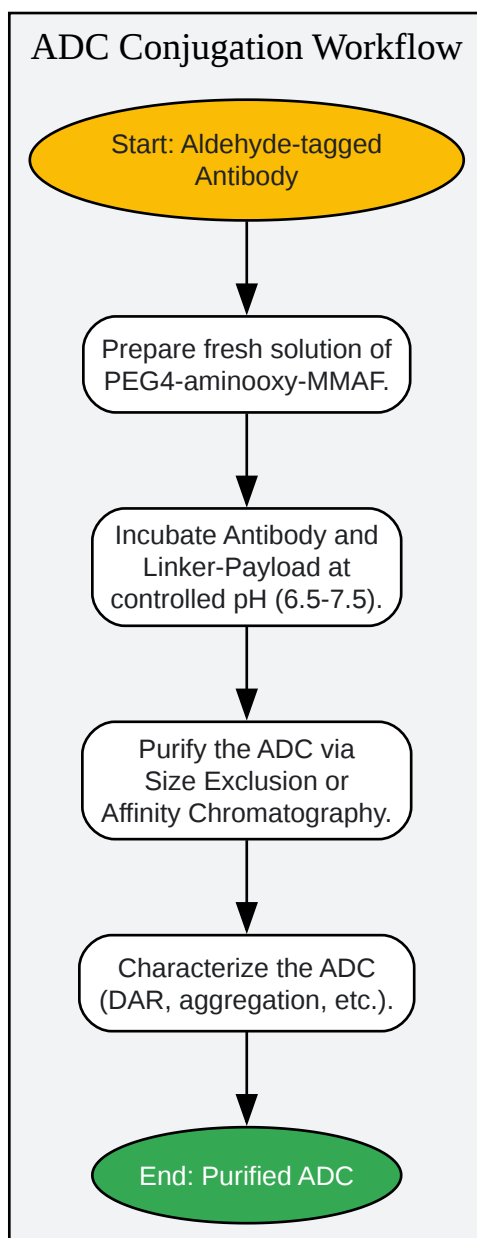 ADC Conjugation Workflow
Start: Aldehyde-tagged
Antibody
Prepare fresh solution of
PEG4-aminooxy-MMAF.
Incubate Antibody and
Linker-Payload at
controlled pH (6.5-7.5).
Purify the ADC via
Size Exclusion or
Affinity Chromatography.
Characterize the ADC
(DAR, aggregation, etc.).
End: Purified ADC